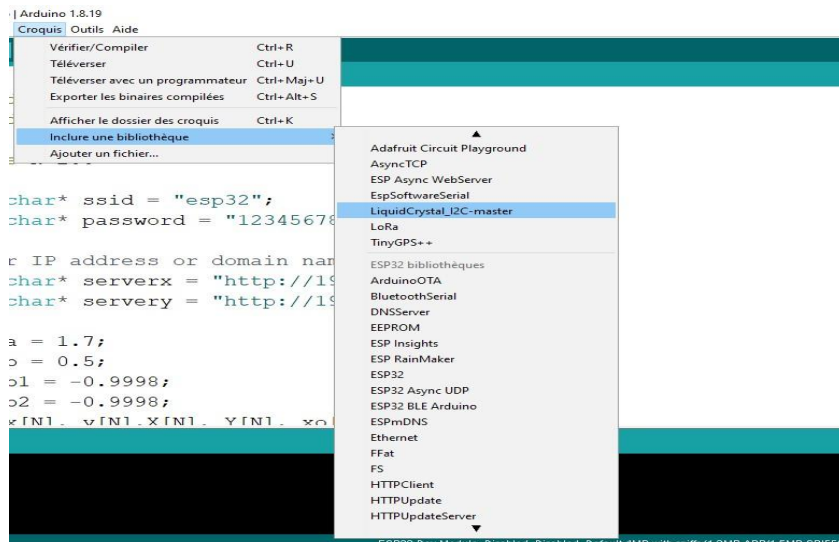 | Arduino 1.8.19
Croquis Outils Aide
Vérifier/Compiler Ctrl+R
Téléverser Ctrl+U
Téléverser avec un programmateur Ctrl+Maj+U
Exporter les binaires compilées Ctrl+Alt+S
Afficher le dossier des croquis Ctrl+K
Inclure une bibliothèque
Ajouter un fichier...
Adafruit Circuit Playground
AsyncTCP
ESP Async WebServer
EspSoftwareSerial
LiquidCrystal_I2C-master
LoRa
TinyGPS++
ESP32 bibliothèques
ArduinoOTA
BluetoothSerial
DNSServer
EEPROM
ESP Insights
ESP RainMaker
ESP32
ESP32 Async UDP
ESP32 BLE Arduino
ESPmDNS
Ethernet
FFat
FS
HTTPClient
HTTPUpdate
HTTPUpdateServer
char* ssid = "esp32";
char* password = "12345678
r IP address or domain nam
char* serverx = "http://19
char* servery = "http://19
a = 1.7;
o = 0.5;
o1 = -0.9998;
o2 = -0.9998;
x[N], y[N],X[N], Y[N], xo[